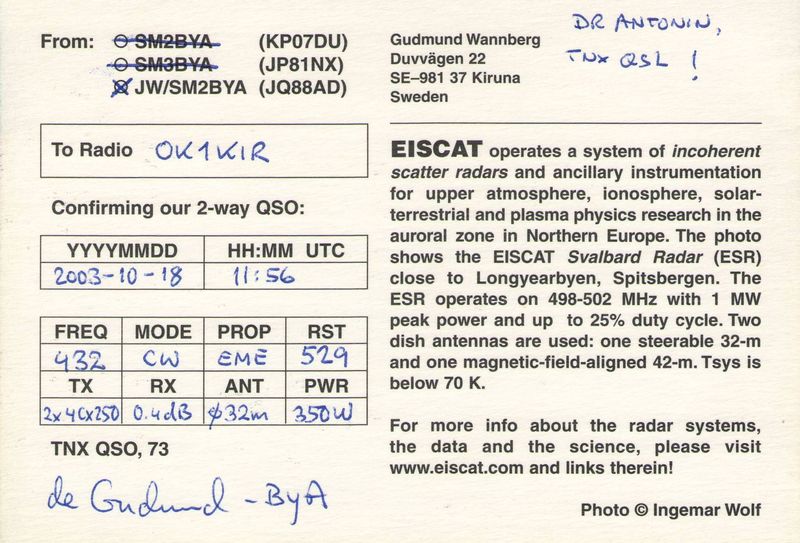 From: SM2BYA (KP07DU)
SM3BYA (JP81NX)
JW/SM2BYA (JQ88AD)
Gudmund Wannberg
Duvvägen 22
SE–981 37 Kiruna
Sweden
DR ANTONIN,
TNX QSL !
To Radio OK1KIR
Confirming our 2-way QSO:
YYYYMMDD HH:MM UTC
2003-10-18 11:56
FREQ MODE PROP RST
432 CW EME 529
TX RX ANT PWR
2x4CX250 0.4dB ϕ32m 350W
TNX QSO, 73
de Gudmund - ByA
EISCAT operates a system of incoherent
scatter radars and ancillary instrumentation
for upper atmosphere, ionosphere, solar-
terrestrial and plasma physics research in the
auroral zone in Northern Europe. The photo
shows the EISCAT Svalbard Radar (ESR)
close to Longyearbyen, Spitsbergen. The
ESR operates on 498-502 MHz with 1 MW
peak power and up to 25% duty cycle. Two
dish antennas are used: one steerable 32-m
and one magnetic-field-aligned 42-m. Tsys is
below 70 K.
For more info about the radar systems,
the data and the science, please visit
www.eiscat.com and links therein!
Photo © Ingemar Wolf